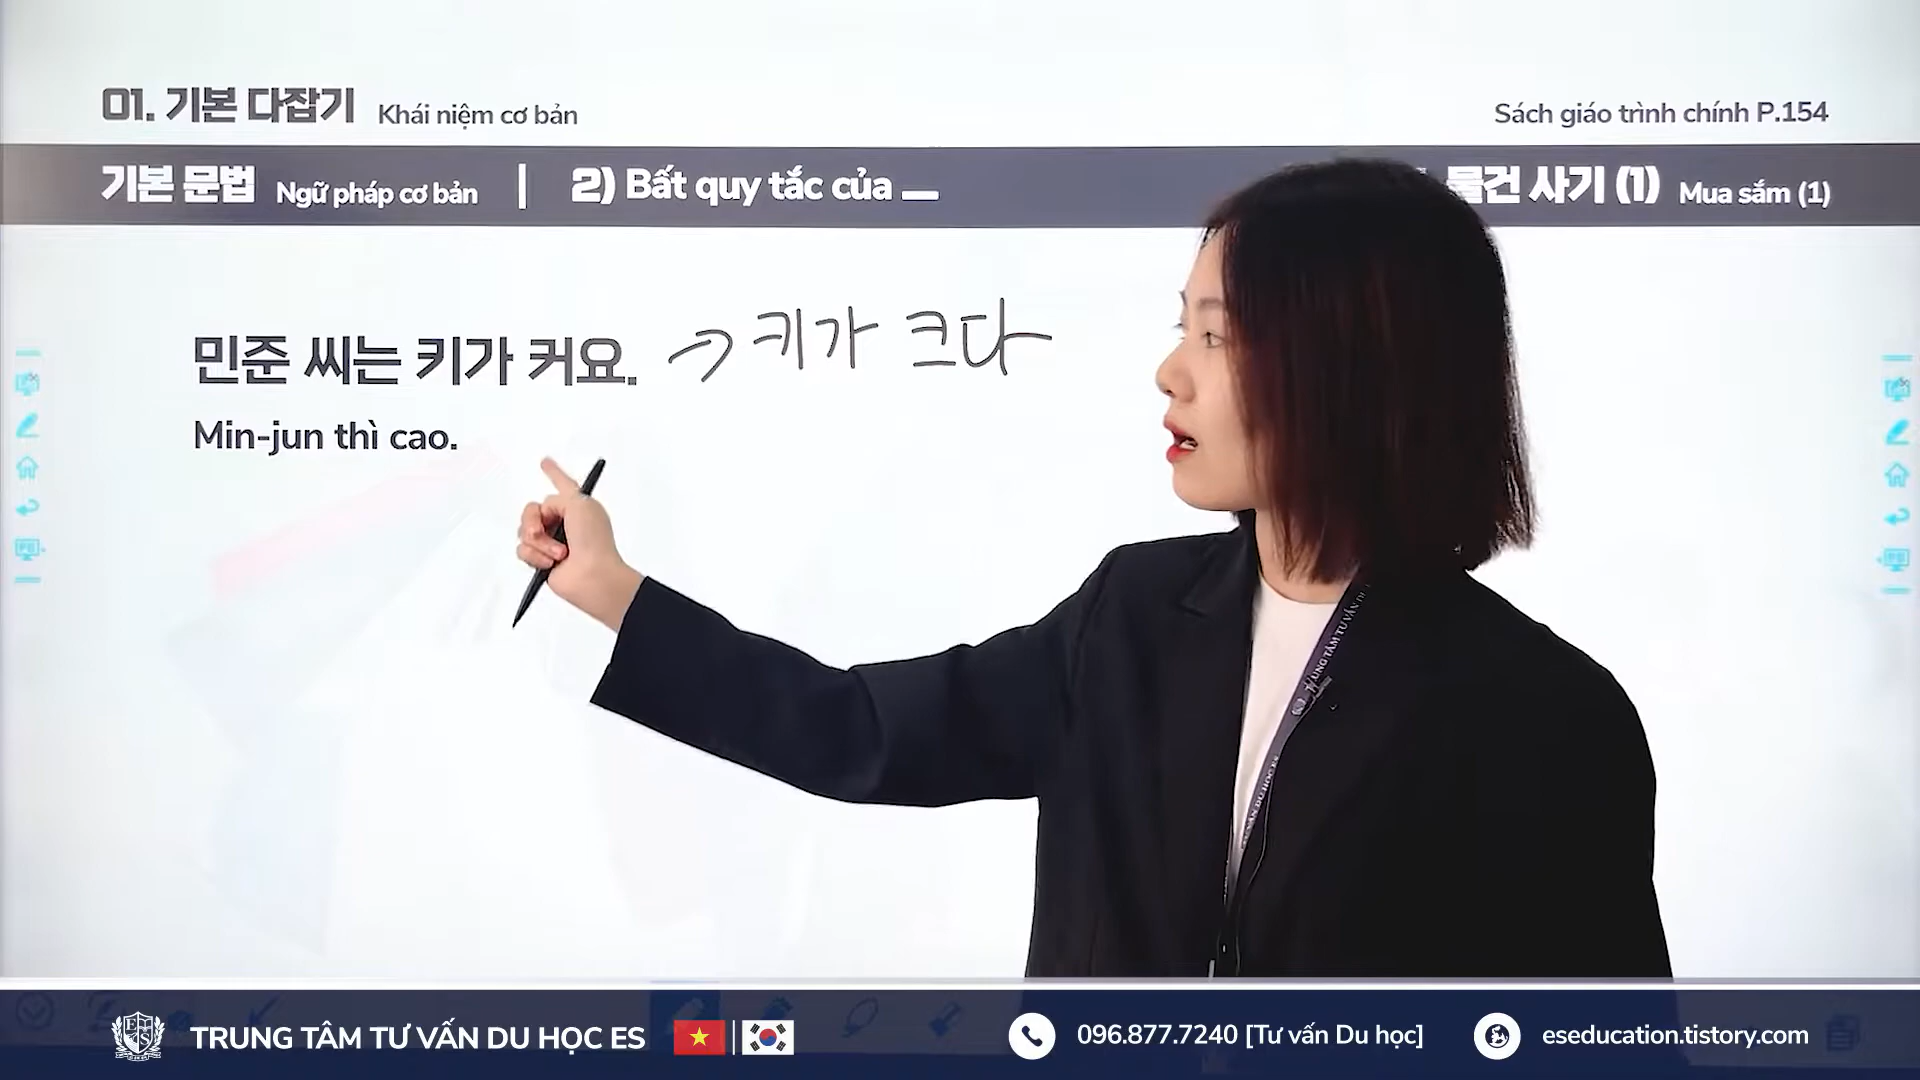 01. 기본 다잡기 Khái niệm cơ bản
Sách giáo trình chính P.154
기본 문법 Ngữ pháp cơ bản | 2) Bất quy tắc của ㅡ
물건 사기 (1) Mua sắm (1)
민준 씨는 키가 커요. → 키가 크다
Min-jun thì cao.
TRUNG TÂM TƯ VẤN DU HỌC ES
096.877.7240 [Tư vấn Du học]
eseducation.tistory.com